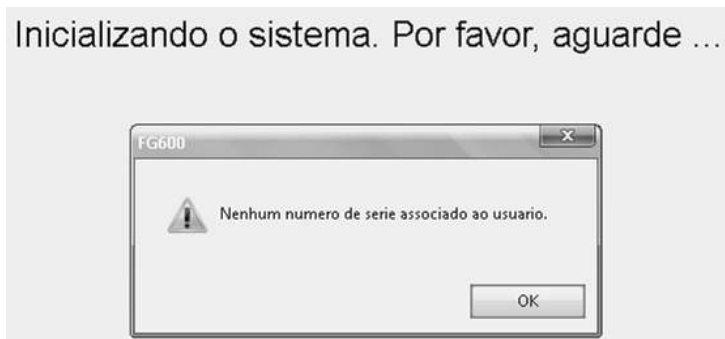 Inicializando o sistema. Por favor, aguarde ...
FG600
Nenhum numero de serie associado ao usuario.
OK